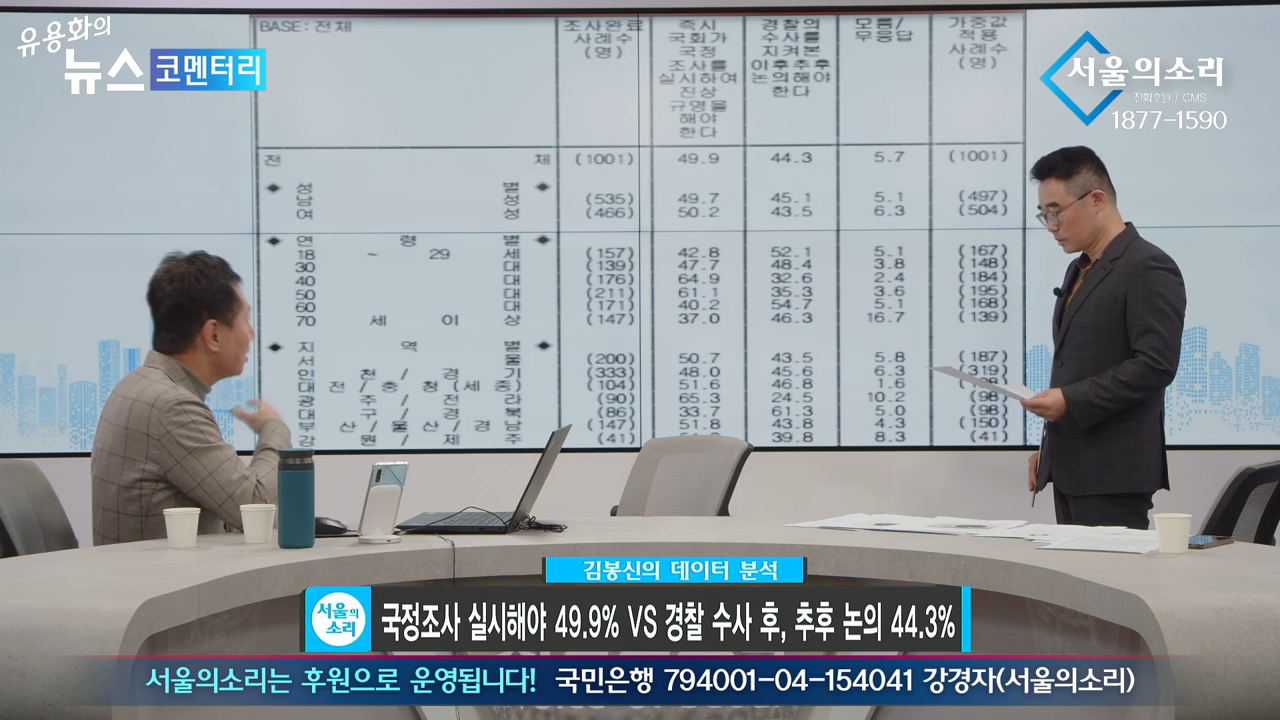 유용화의
뉴스 코멘터리
서울의소리
전화후원 / CMS
1877-1590
BASE:전체
조사완료 사례수 (명)
즉시 국회가 국정 조사를 실시하여 진상 규명을 해야 한다
경찰의 수사를 지켜본 이후추후 논의해야 한다
모름/ 무응답
가중값 적용 사례수 (명)
전 체 (1001) 49.9 44.3 5.7 (1001)
◆ 성 별 ◆
남 성 (535) 49.7 45.1 5.1 (497)
여 성 (466) 50.2 43.5 6.3 (504)
◆ 연 령 별 ◆
18 ~ 29 세 (157) 42.8 52.1 5.1 (167)
30 대 (139) 47.7 48.4 3.8 (148)
40 대 (176) 64.9 32.6 2.4 (184)
50 대 (211) 61.1 35.3 3.6 (195)
60 대 (171) 40.2 54.7 5.1 (168)
70 세 이 상 (147) 37.0 46.3 16.7 (139)
◆ 지 역 별 ◆
서 울 (200) 50.7 43.5 5.8 (187)
인 천 / 경 기 (333) 48.0 45.6 6.3 (319)
대 전 / 충 청 (세 종) (104) 51.6 46.8 1.6
광 주 / 전 라 (90) 65.3 24.5 10.2 (98)
대 구 / 경 북 (86) 33.7 61.3 5.0 (98)
부 산 / 울 산 / 경 남 (147) 51.8 43.8 4.3 (150)
강 원 / 제 주 (41) 39.8 8.3 (41)
김봉신의 데이터 분석
서울의 소리
국정조사 실시해야 49.9% VS 경찰 수사 후, 추후 논의 44.3%
서울의소리는 후원으로 운영됩니다! 국민은행 794001-04-154041 강경자(서울의소리)